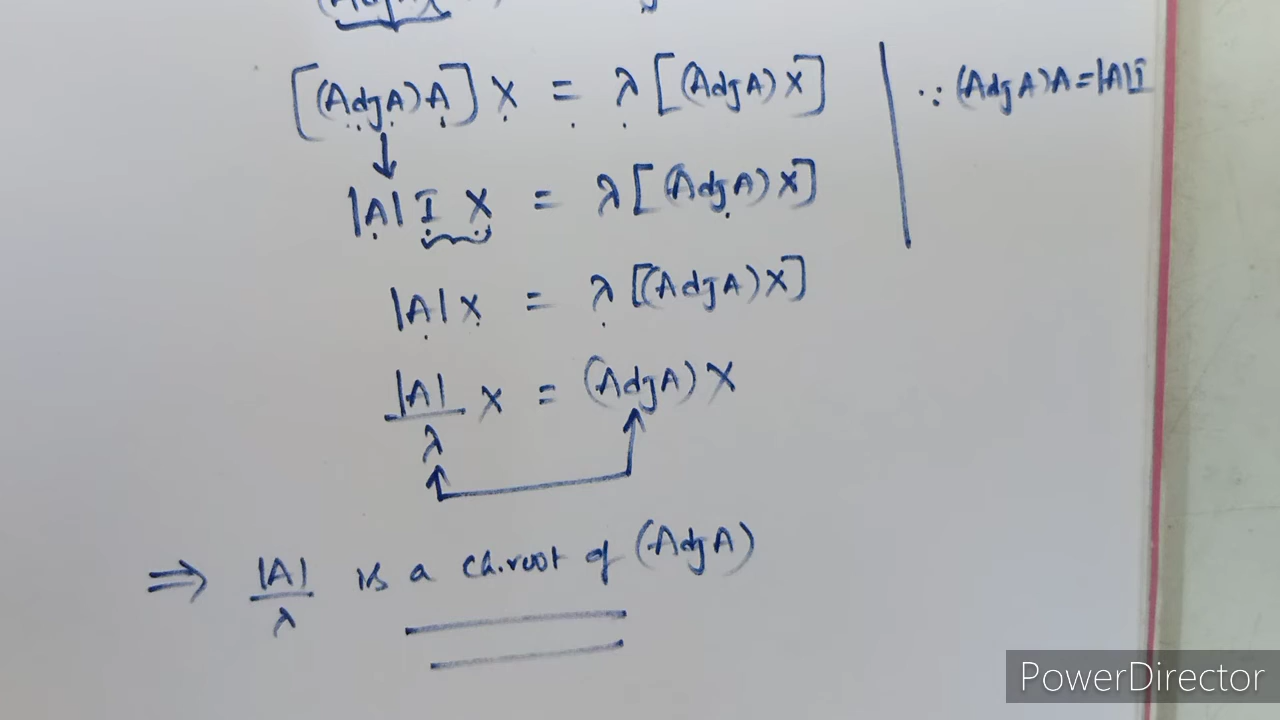 [(AdjA)A] X = λ[(AdjA)X] ∵ (AdjA)A=|A|I
|A| I X = λ[(AdjA)X]
|A| X = λ[(AdjA)X]
|A|/λ X = (AdjA) X
⇒ |A|/λ is a ch.root of (AdjA)
PowerDirector